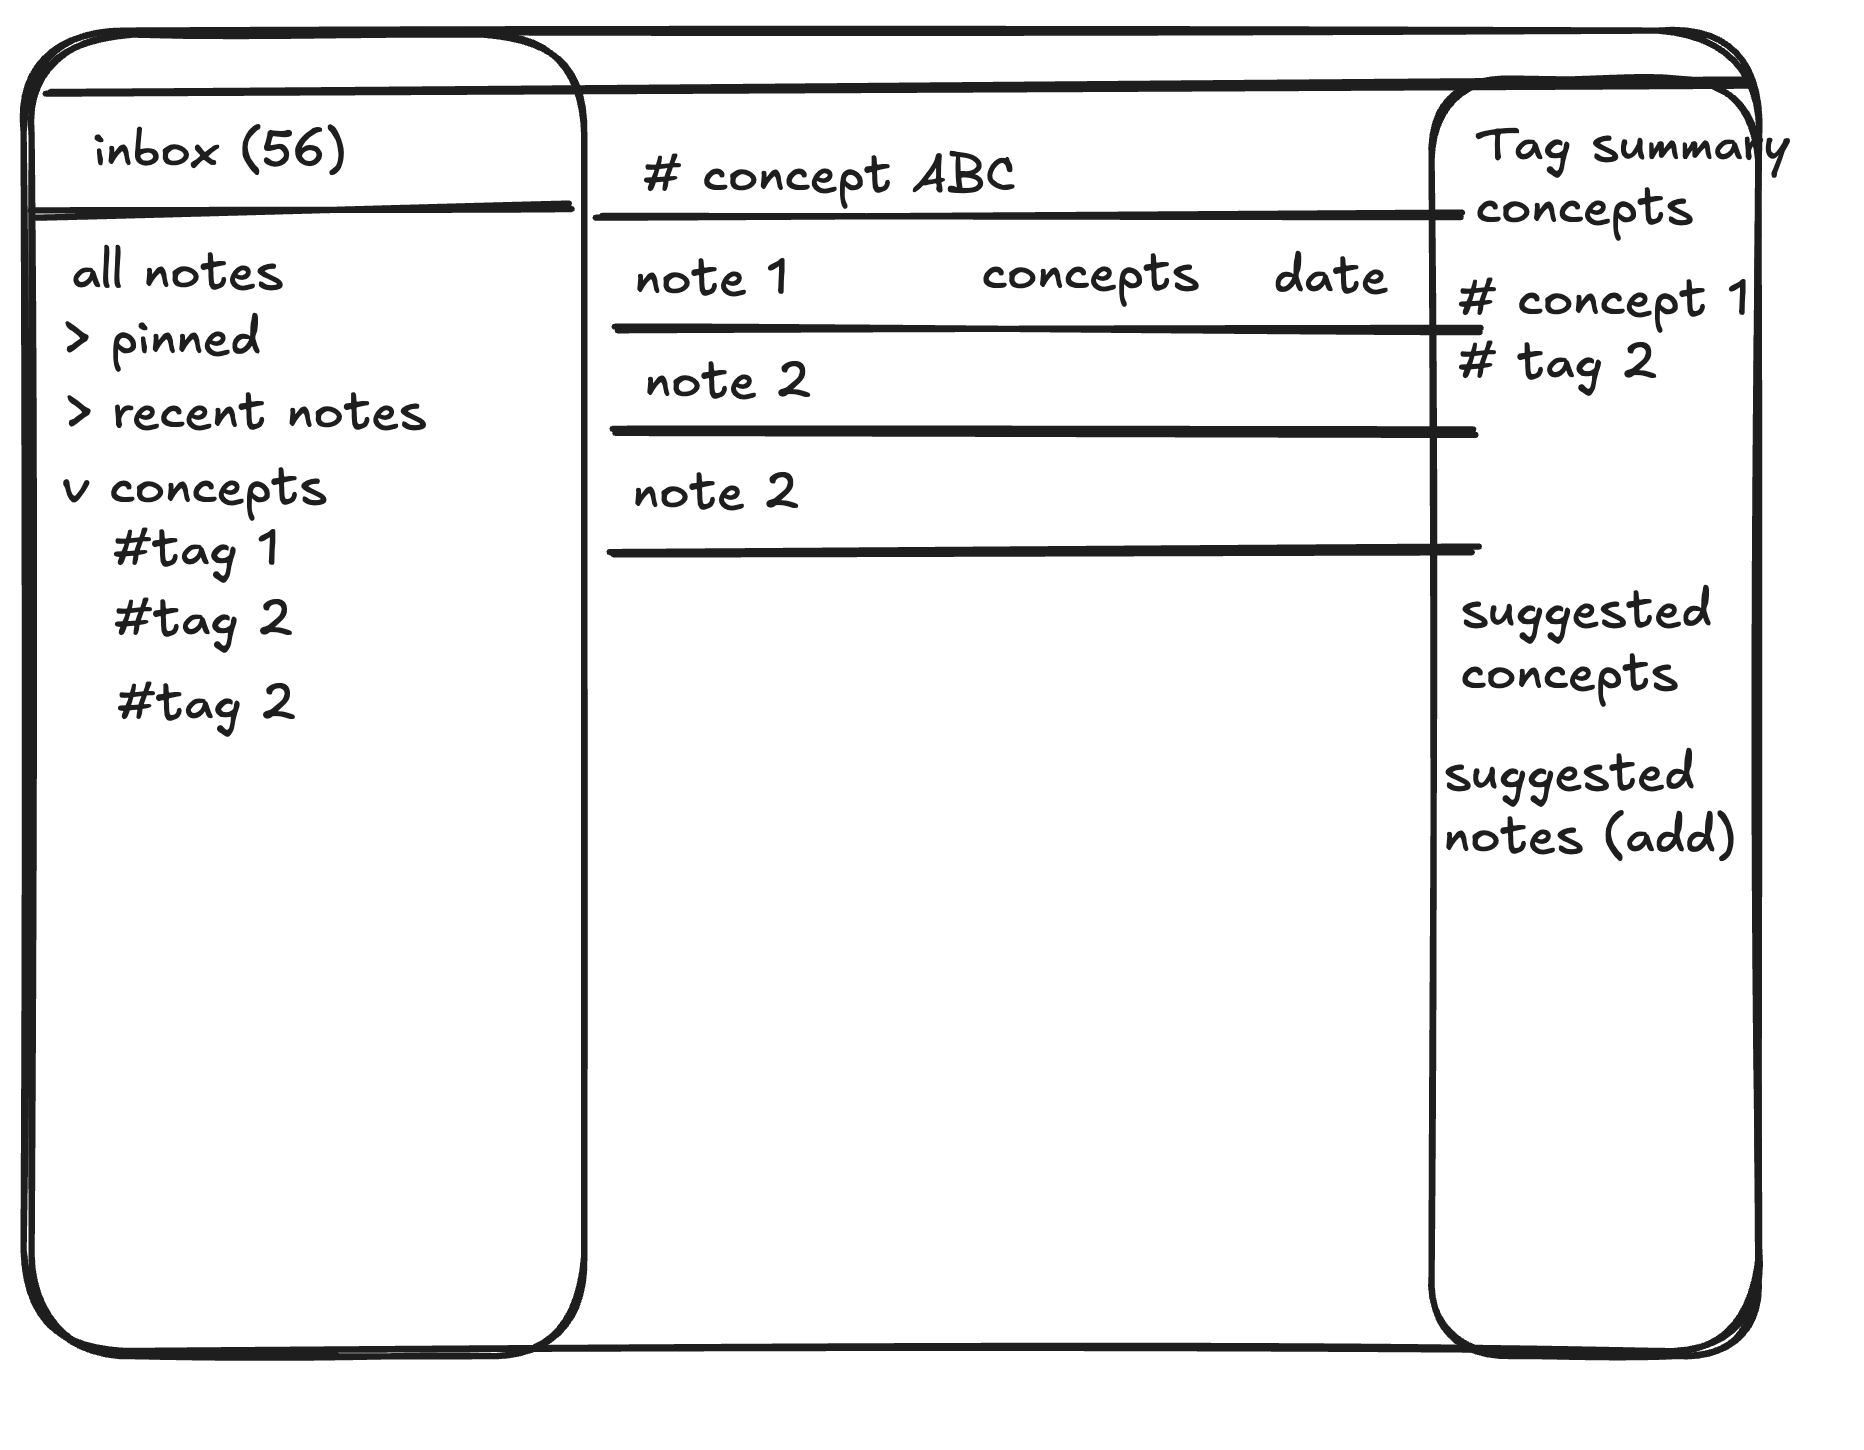 inbox (56)
all notes
> pinned
> recent notes
v concepts
#tag 1
#tag 2
#tag 2
# concept ABC
note 1 concepts date
note 2
note 2
Tag summary
concepts
# concept 1
# tag 2
suggested
concepts
suggested
notes (add)